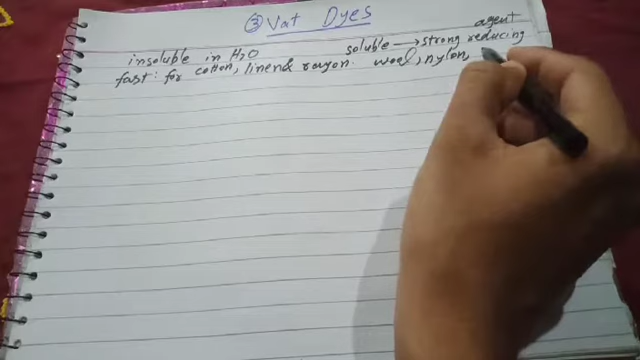 ③ Vat Dyes
agent
insoluble in H2O soluble → strong reducing
fast: for cotton, linen & rayon. wool, nylon,